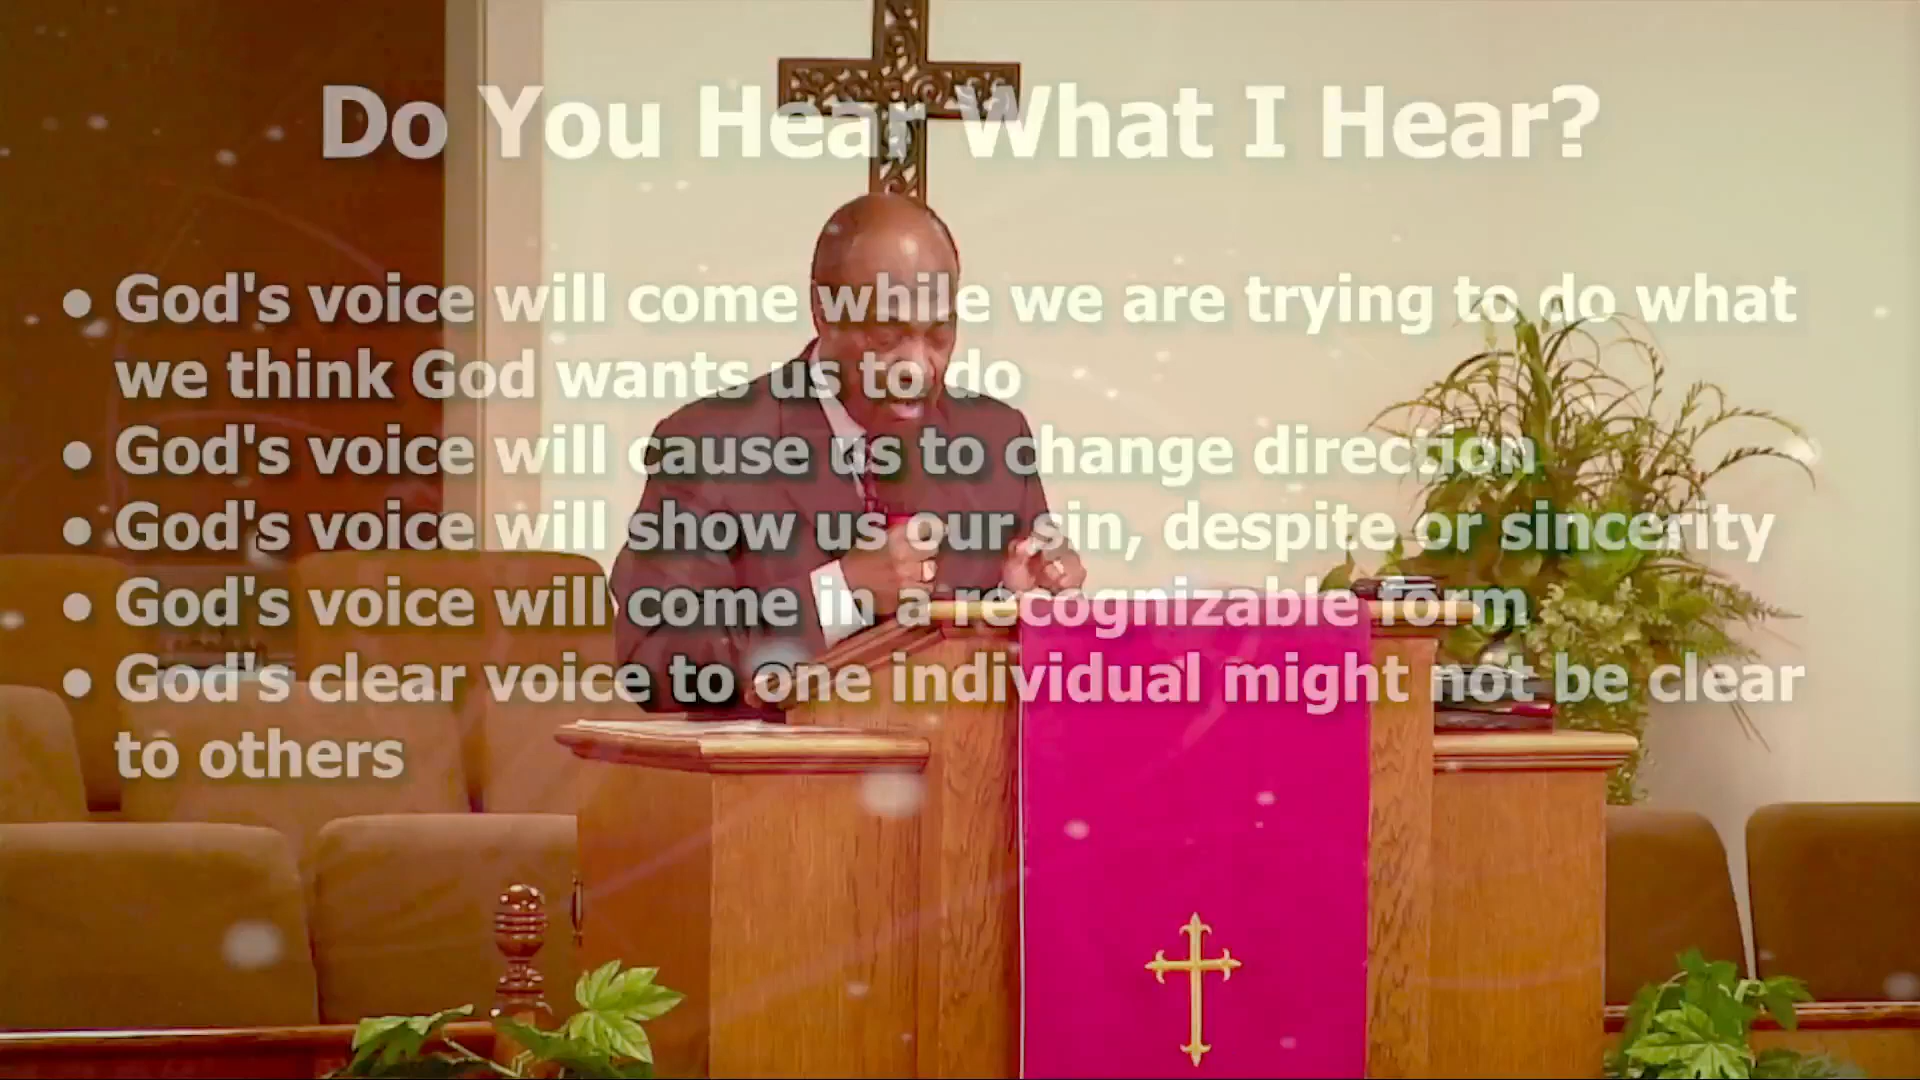 Do You Hear What I Hear?
● God's voice will come while we are trying to do what
we think God wants us to do
● God's voice will cause us to change direction
● God's voice will show us our sin, despite or sincerity
● God's voice will come in a recognizable form
● God's clear voice to one individual might not be clear
to others